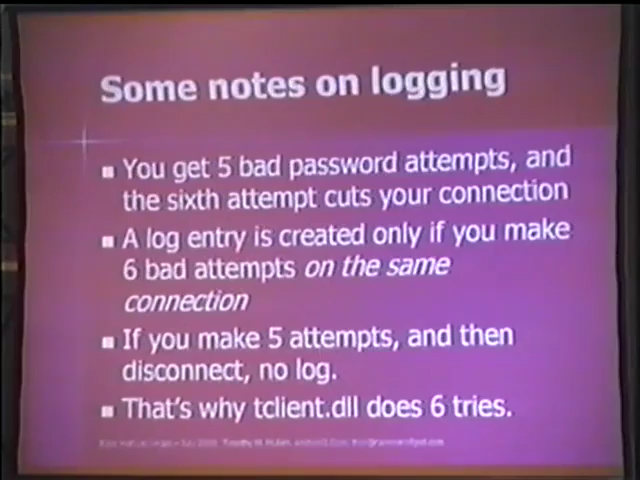 Some notes on logging
You get 5 bad password attempts, and
the sixth attempt cuts your connection
A log entry is created only if you make
6 bad attempts on the same
connection
If you make 5 attempts, and then
disconnect, no log.
That's why tclient.dll does 6 tries.